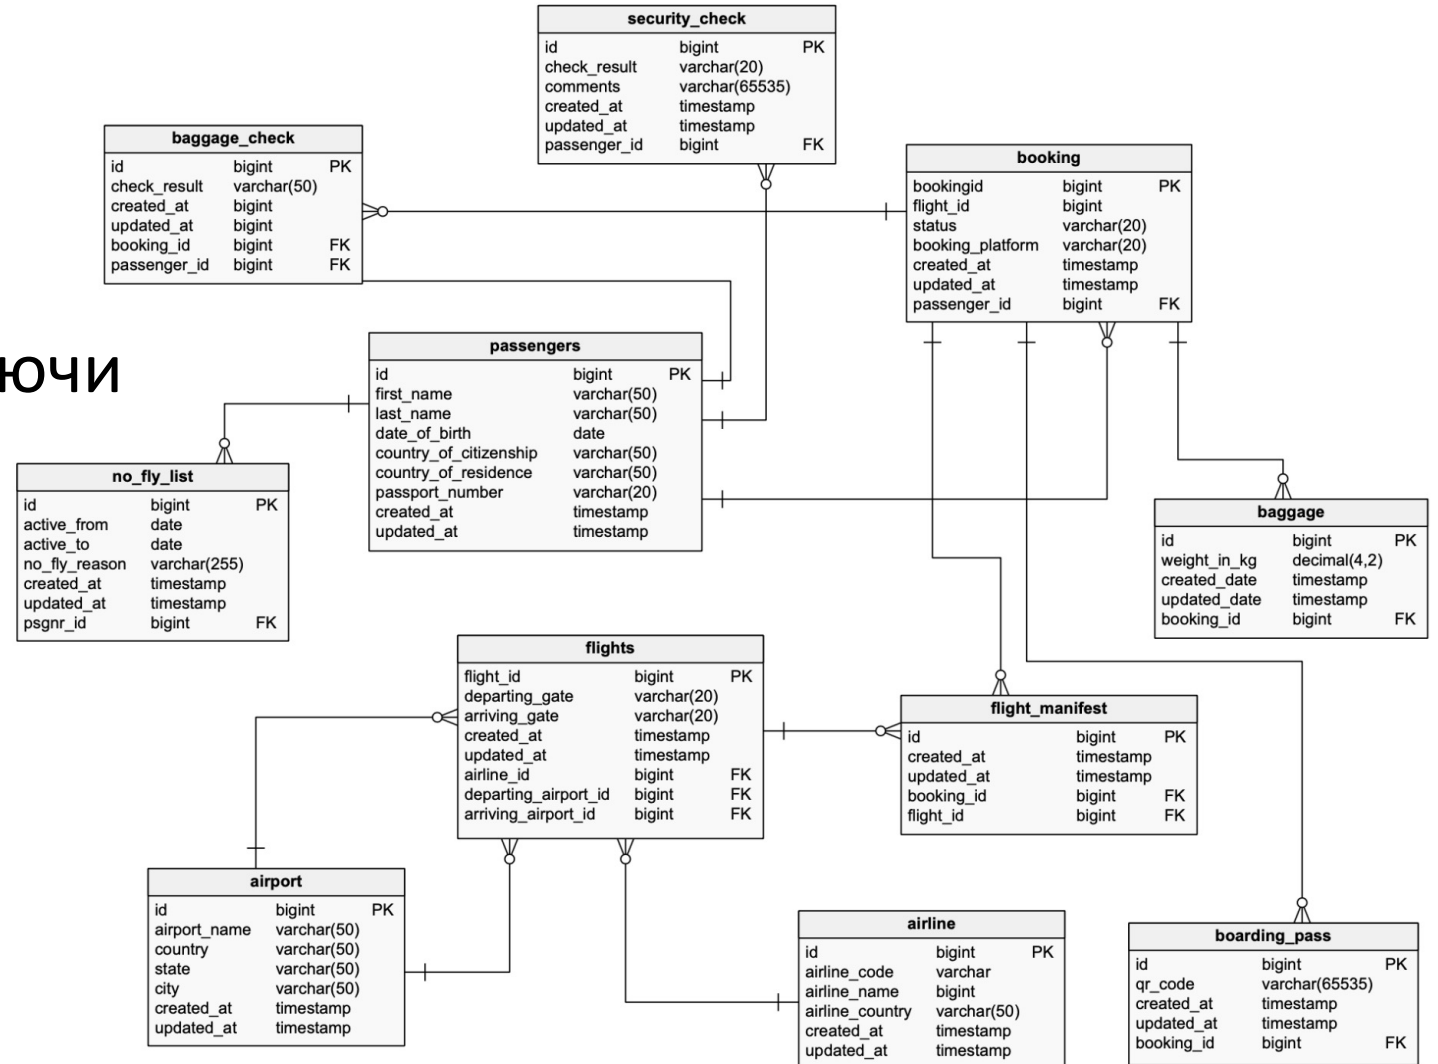 security_check
id bigint PK
check_result varchar(20)
comments varchar(65535)
created_at timestamp
updated_at timestamp
passenger_id bigint FK
baggage_check
id bigint PK
check_result varchar(50)
created_at bigint
updated_at bigint
booking_id bigint FK
passenger_id bigint FK
booking
bookingid bigint PK
flight_id bigint
status varchar(20)
booking_platform varchar(20)
created_at timestamp
updated_at timestamp
passenger_id bigint FK
ючи
passengers
id bigint PK
first_name varchar(50)
last_name varchar(50)
date_of_birth date
country_of_citizenship varchar(50)
country_of_residence varchar(50)
passport_number varchar(20)
created_at timestamp
updated_at timestamp
no_fly_list
id bigint PK
active_from date
active_to date
no_fly_reason varchar(255)
created_at timestamp
updated_at timestamp
psgnr_id bigint FK
baggage
id bigint PK
weight_in_kg decimal(4,2)
created_date timestamp
updated_date timestamp
booking_id bigint FK
flights
flight_id bigint PK
departing_gate varchar(20)
arriving_gate varchar(20)
created_at timestamp
updated_at timestamp
airline_id bigint FK
departing_airport_id bigint FK
arriving_airport_id bigint FK
flight_manifest
id bigint PK
created_at timestamp
updated_at timestamp
booking_id bigint FK
flight_id bigint FK
airport
id bigint PK
airport_name varchar(50)
country varchar(50)
state varchar(50)
city varchar(50)
created_at timestamp
updated_at timestamp
airline
id bigint PK
airline_code varchar
airline_name bigint
airline_country varchar(50)
created_at timestamp
updated_at timestamp
boarding_pass
id bigint PK
qr_code varchar(65535)
created_at timestamp
updated_at timestamp
booking_id bigint FK